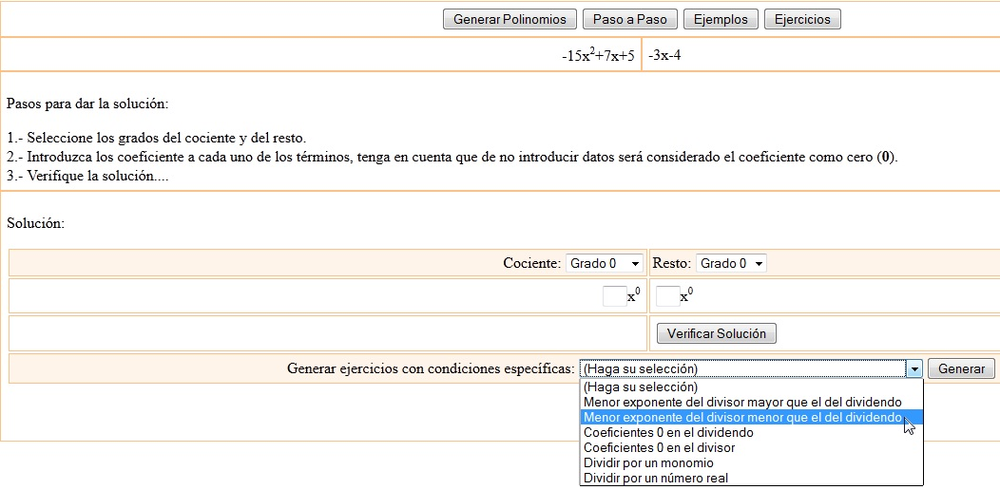 Generar Polinomios Paso a Paso Ejemplos Ejercicios
-15x²+7x+5 -3x-4
Pasos para dar la solución:
1.- Seleccione los grados del cociente y del resto.
2.- Introduzca los coeficiente a cada uno de los términos, tenga en cuenta que de no introducir datos será considerado el coeficiente como cero (0).
3.- Verifique la solución....
Solución:
Cociente: Grado 0 Resto: Grado 0
x⁰ x⁰
Verificar Solución
Generar ejercicios con condiciones específicas: (Haga su selección) Generar
(Haga su selección)
Menor exponente del divisor mayor que el del dividendo
Menor exponente del divisor menor que el del dividendo
Coeficientes 0 en el dividendo
Coeficientes 0 en el divisor
Dividir por un monomio
Dividir por un número real